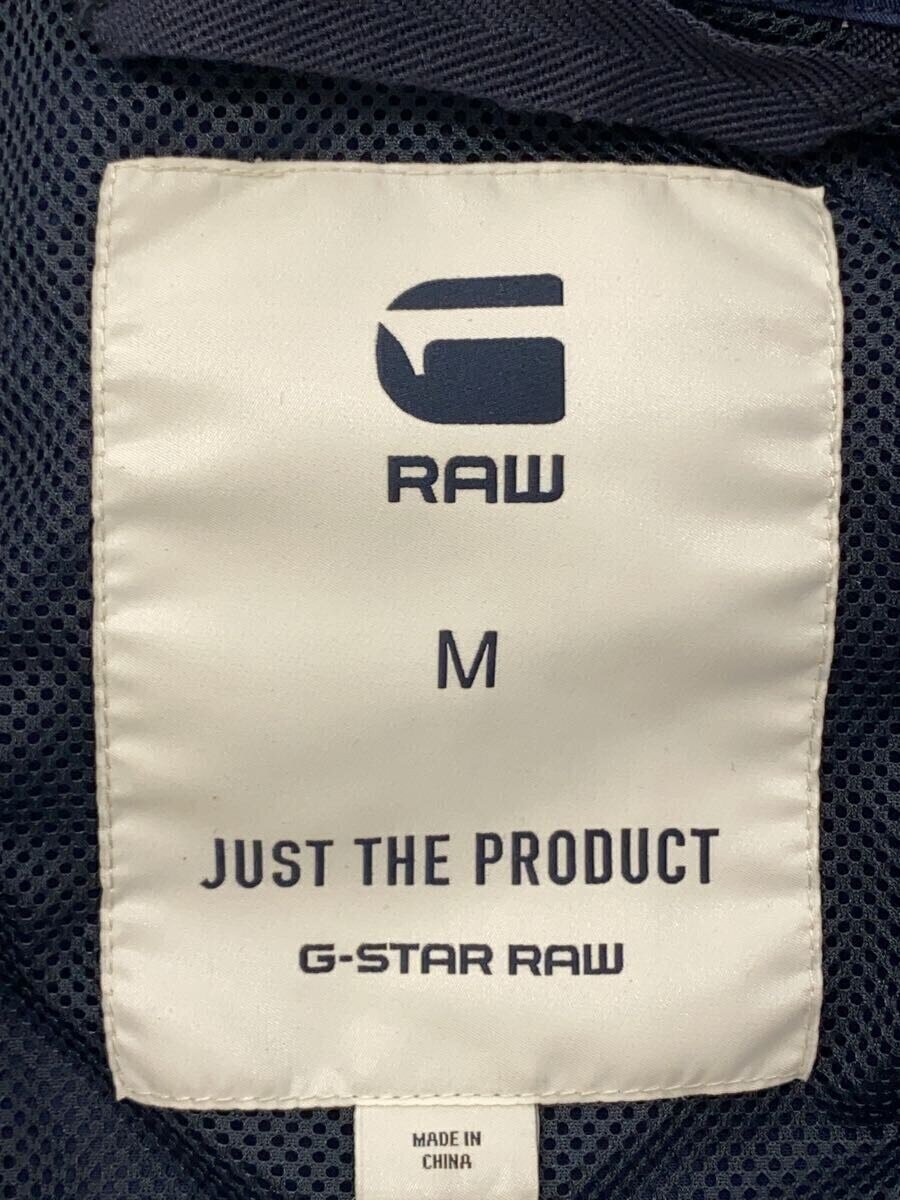 G
RAW
M
JUST THE PRODUCT
G-STAR RAW
MADE IN
CHINA